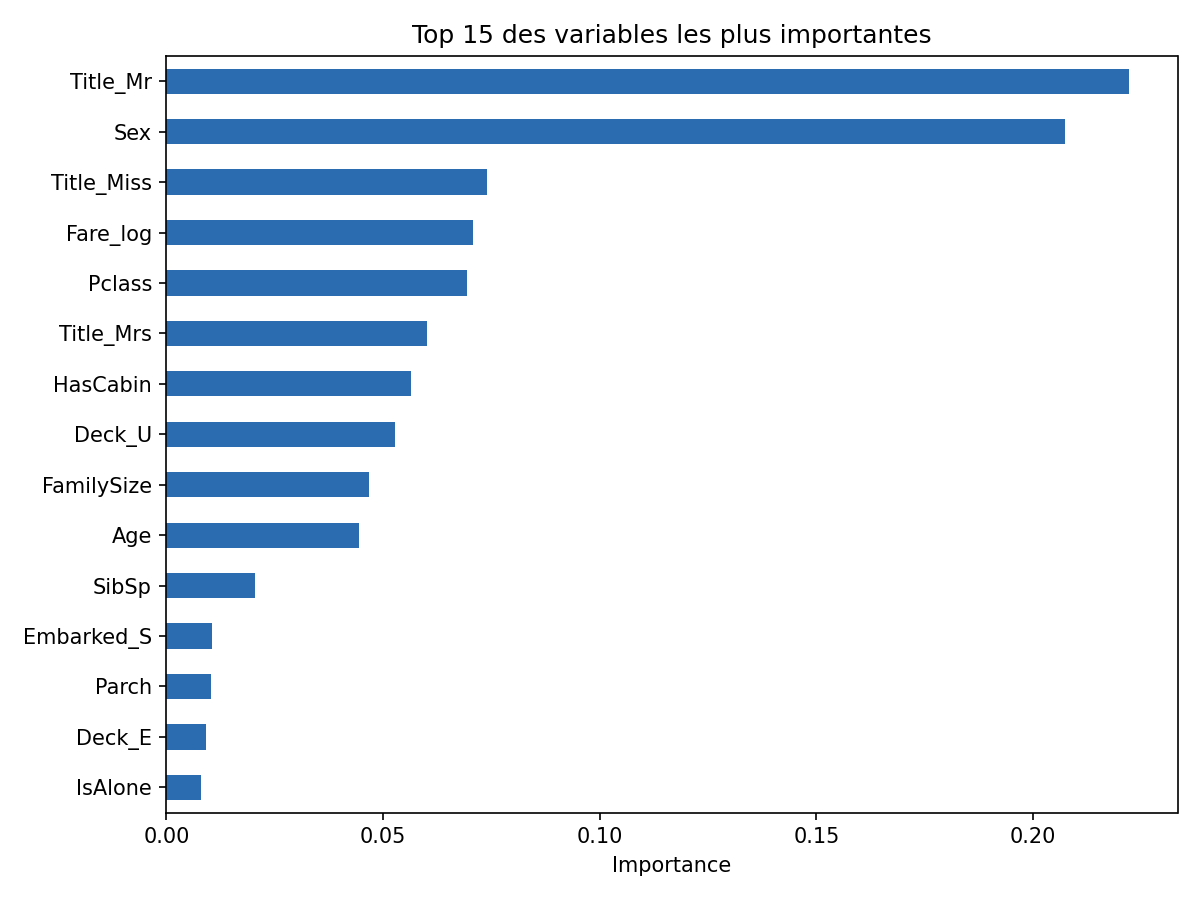 Top 15 des variables les plus importantes
Title_Mr
Sex
Title_Miss
Fare_log
Pclass
Title_Mrs
HasCabin
Deck_U
FamilySize
Age
SibSp
Embarked_S
Parch
Deck_E
IsAlone
0.00 0.05 0.10 0.15 0.20
Importance